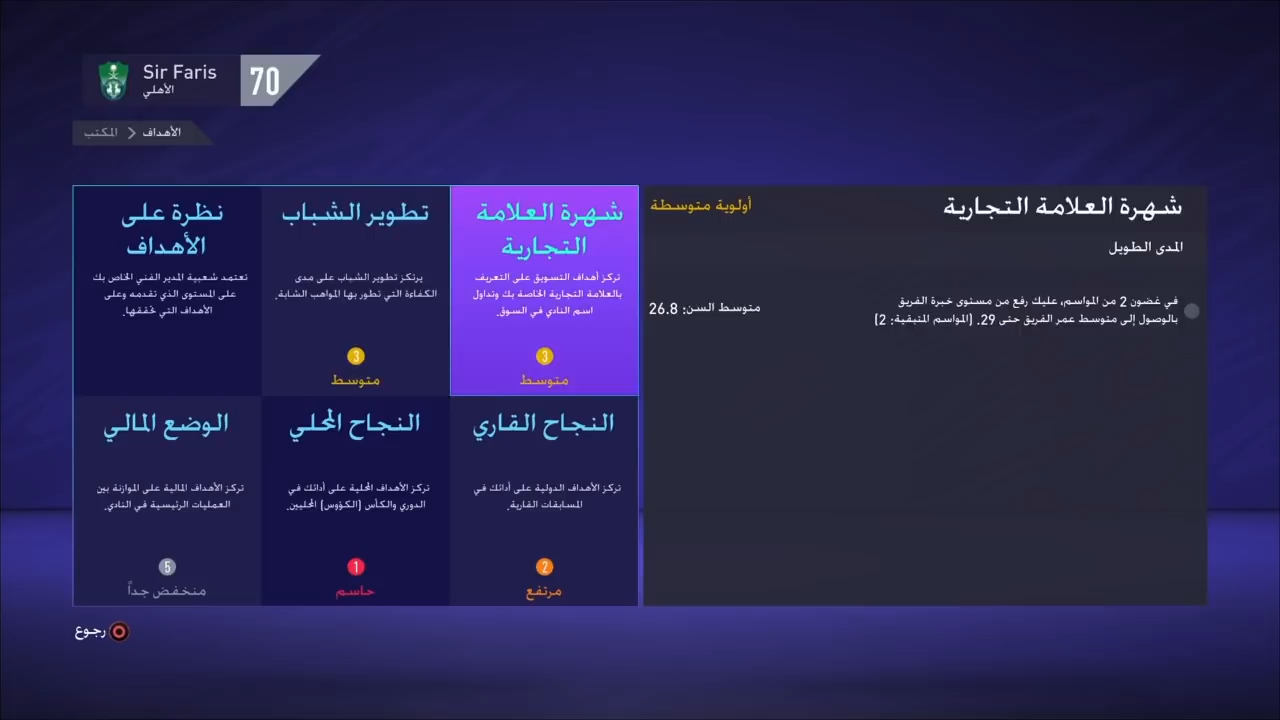 Sir Faris
الأهلي
70
المكتب > الأهداف
شهرة العلامة التجارية
أولوية متوسطة
المدى الطويل
في غضون 2 من المواسم، عليك رفع من مستوى خبرة الفريق
بالوصول إلى متوسط عمر الفريق حتى 29. (المواسم المتبقية: 2)
متوسط السن: 26.8
شهرة العلامة
التجارية
تركز أهداف التسويق على التعريف
بالعلامة التجارية الخاصة بك وتداول
اسم النادي في السوق.
3
متوسط
تطوير الشباب
يرتكز تطوير الشباب على مدى
الكفاءة التي تطور بها المواهب الشابة.
3
متوسط
نظرة على
الأهداف
تعتمد شعبية المدير الفني الخاص بك
على المستوى الذي تقدمه وعلى
الأهداف التي تحققها.
النجاح القاري
تركز الأهداف الدولية على أدائك في
المسابقات القارية.
2
مرتفع
النجاح المحلي
تركز الأهداف المحلية على أدائك في
الدوري والكأس (الكؤوس) المحليين.
1
حاسم
الوضع المالي
تركز الأهداف المالية على الموازنة بين
العمليات الرئيسية في النادي.
5
منخفض جداً
رجوع